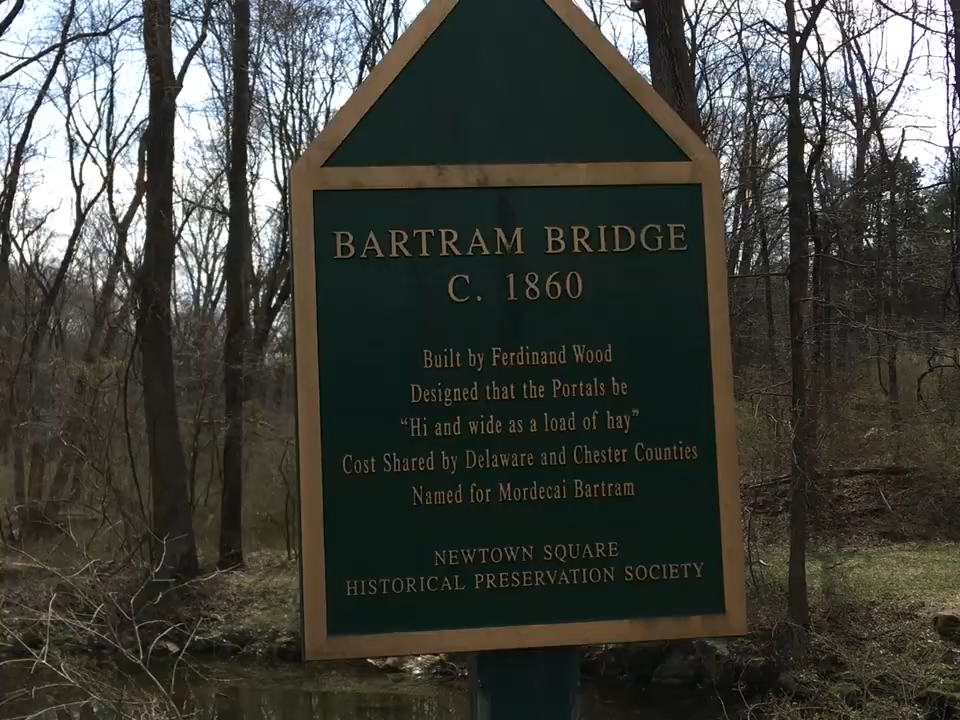 BARTRAM BRIDGE
C. 1860
Built by Ferdinand Wood
Designed that the Portals be
“Hi and wide as a load of hay”
Cost Shared by Delaware and Chester Counties
Named for Mordecai Bartram
NEWTOWN SQUARE
HISTORICAL PRESERVATION SOCIETY